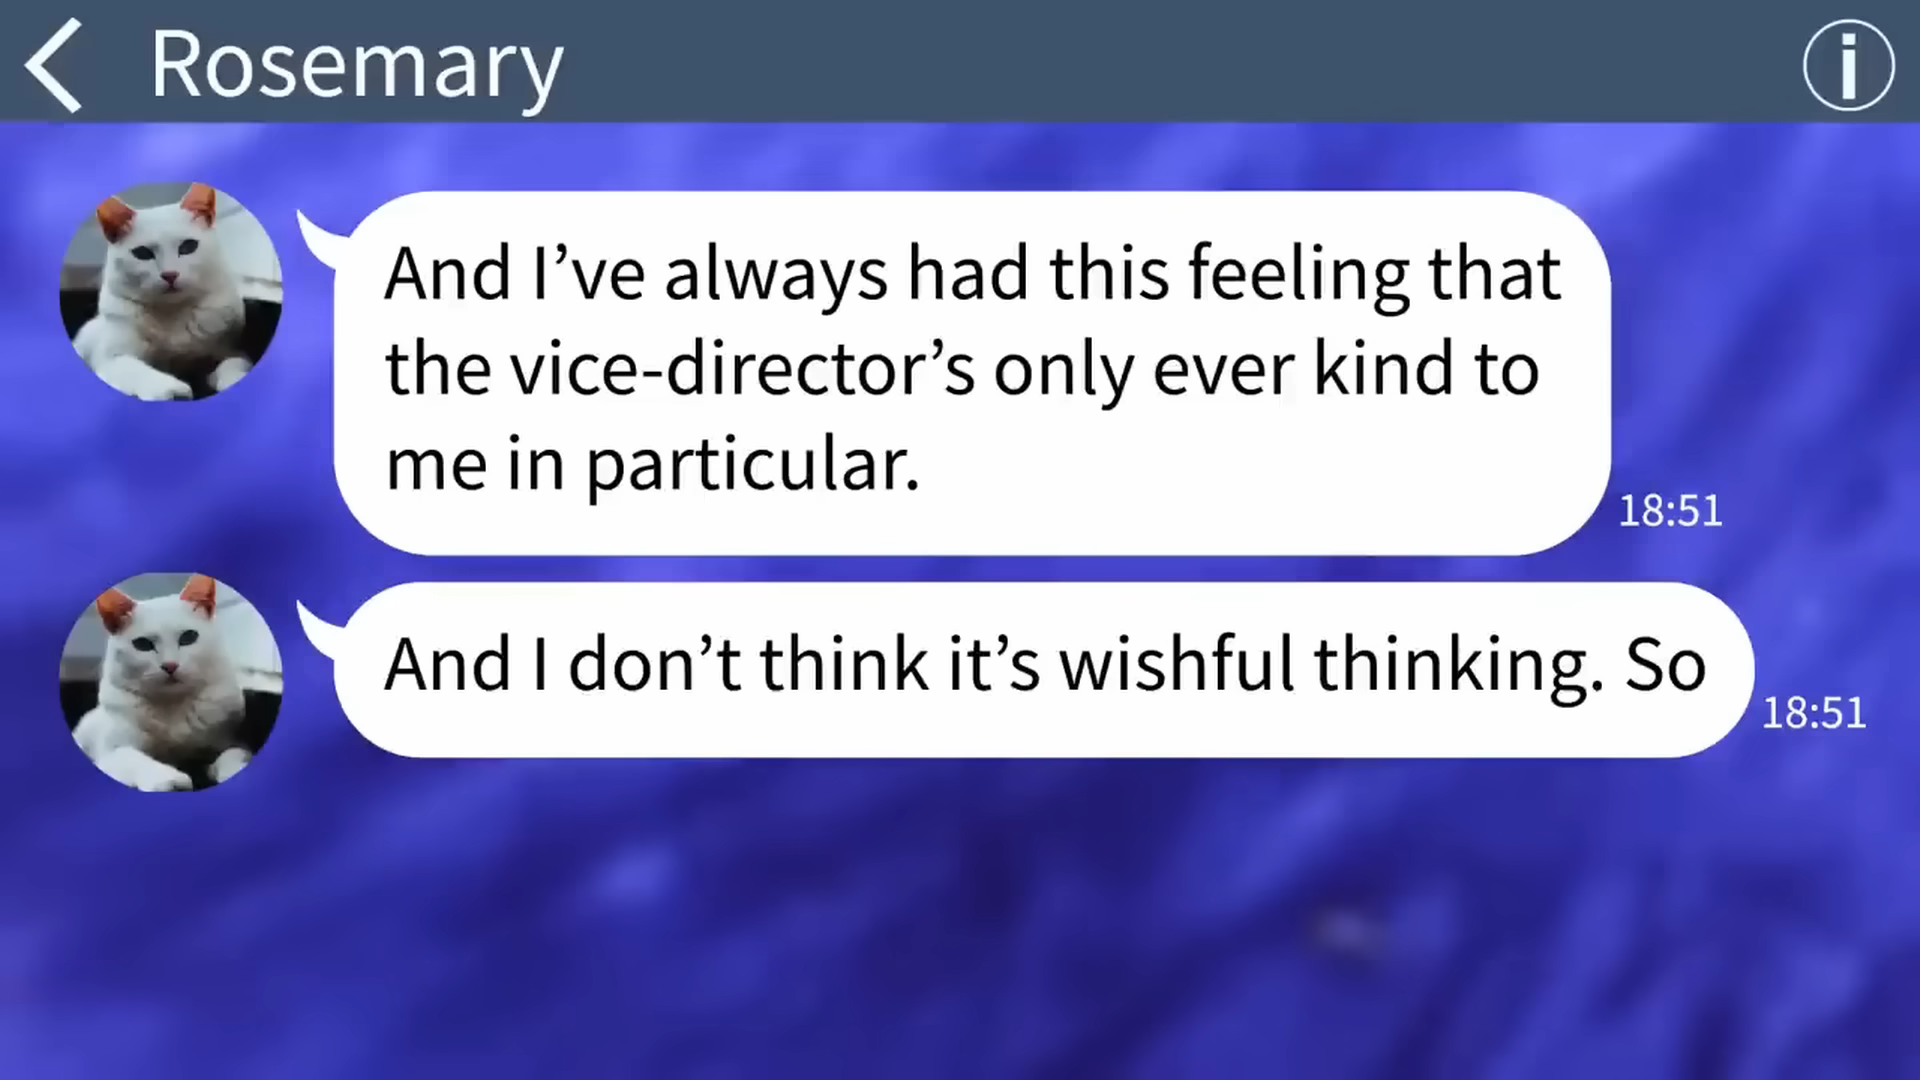 Rosemary
And I’ve always had this feeling that
the vice-director’s only ever kind to
me in particular.
18:51
And I don’t think it’s wishful thinking. So
18:51